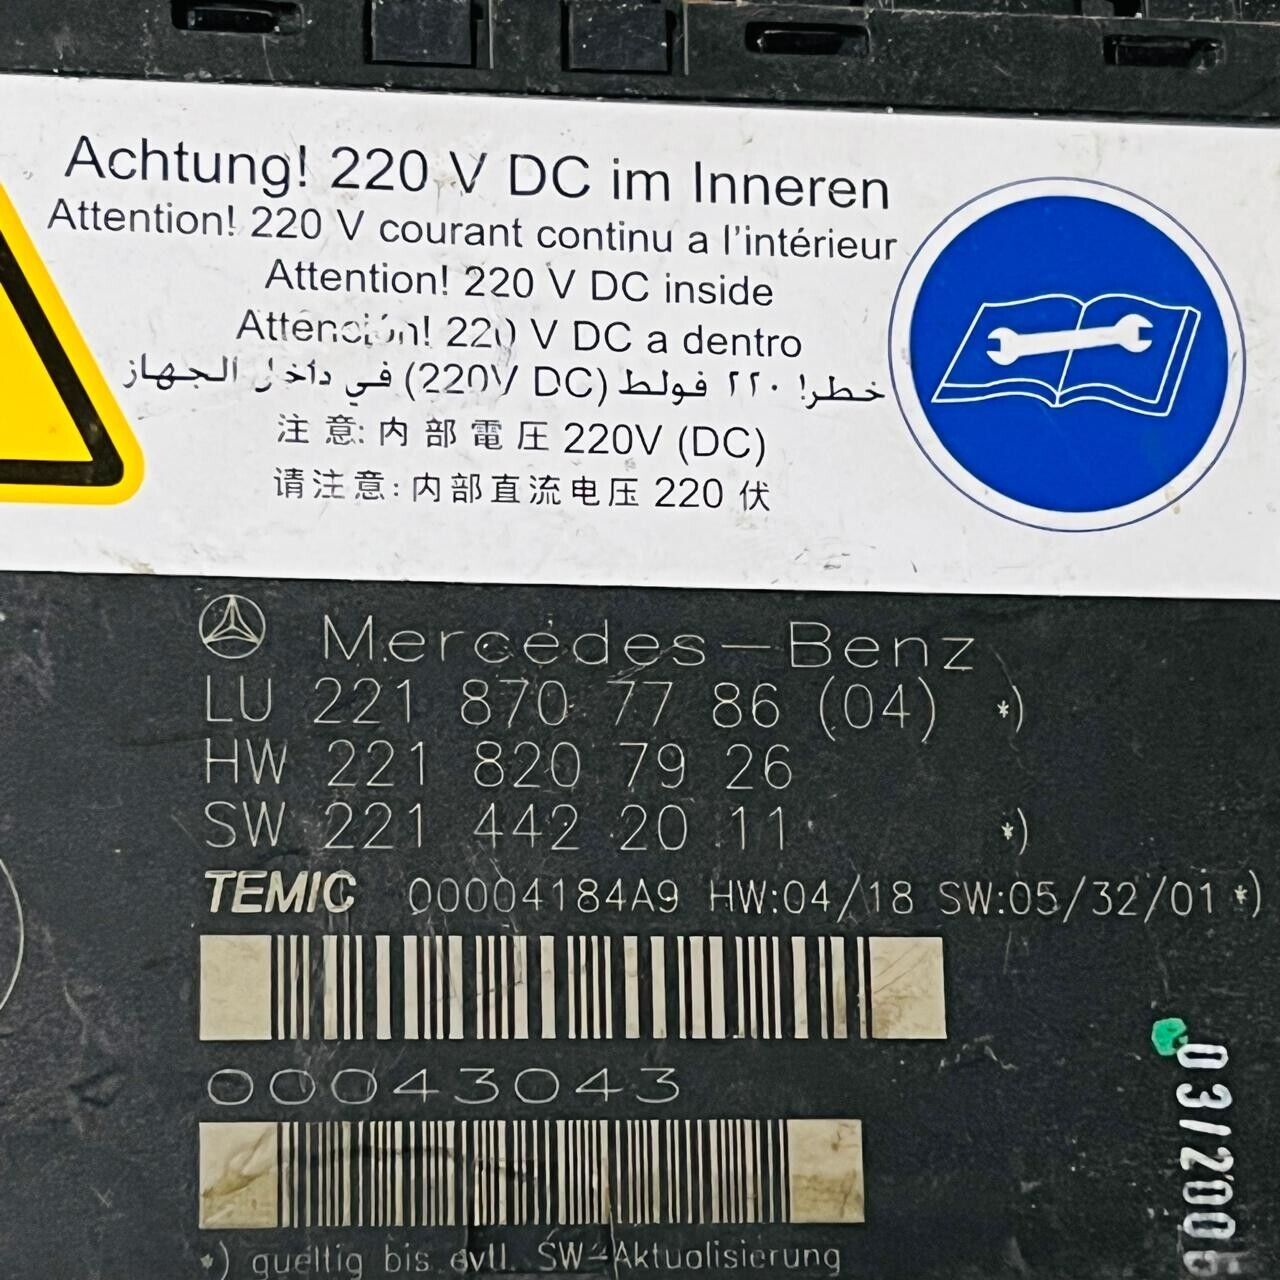 Achtung! 220 V DC im Inneren
Attention! 220 V courant continu a l'intérieur
Attention! 220 V DC inside
Attención! 220 V DC a dentro
خطر! ٢٢٠ فولط (220V DC) في داخل الجهاز
注意:内部電圧 220V (DC)
请注意:内部直流电压 220 伏
Mercedes-Benz
LU 221 870 77 86 (04) *)
HW 221 820 79 26
SW 221 442 20 11 *)
TEMIC 00004184A9 HW:04/18 SW:05/32/01 *)
00043043
*) gueltig bis evtl. SW-Aktualisierung
03/200